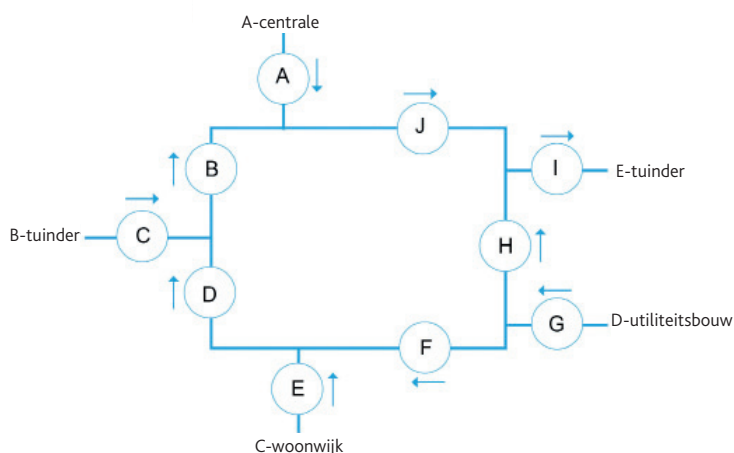 A-centrale
A
J
B
I
E-tuinder
B-tuinder
C
H
D
G
D-utiliteitsbouw
F
E
C-woonwijk